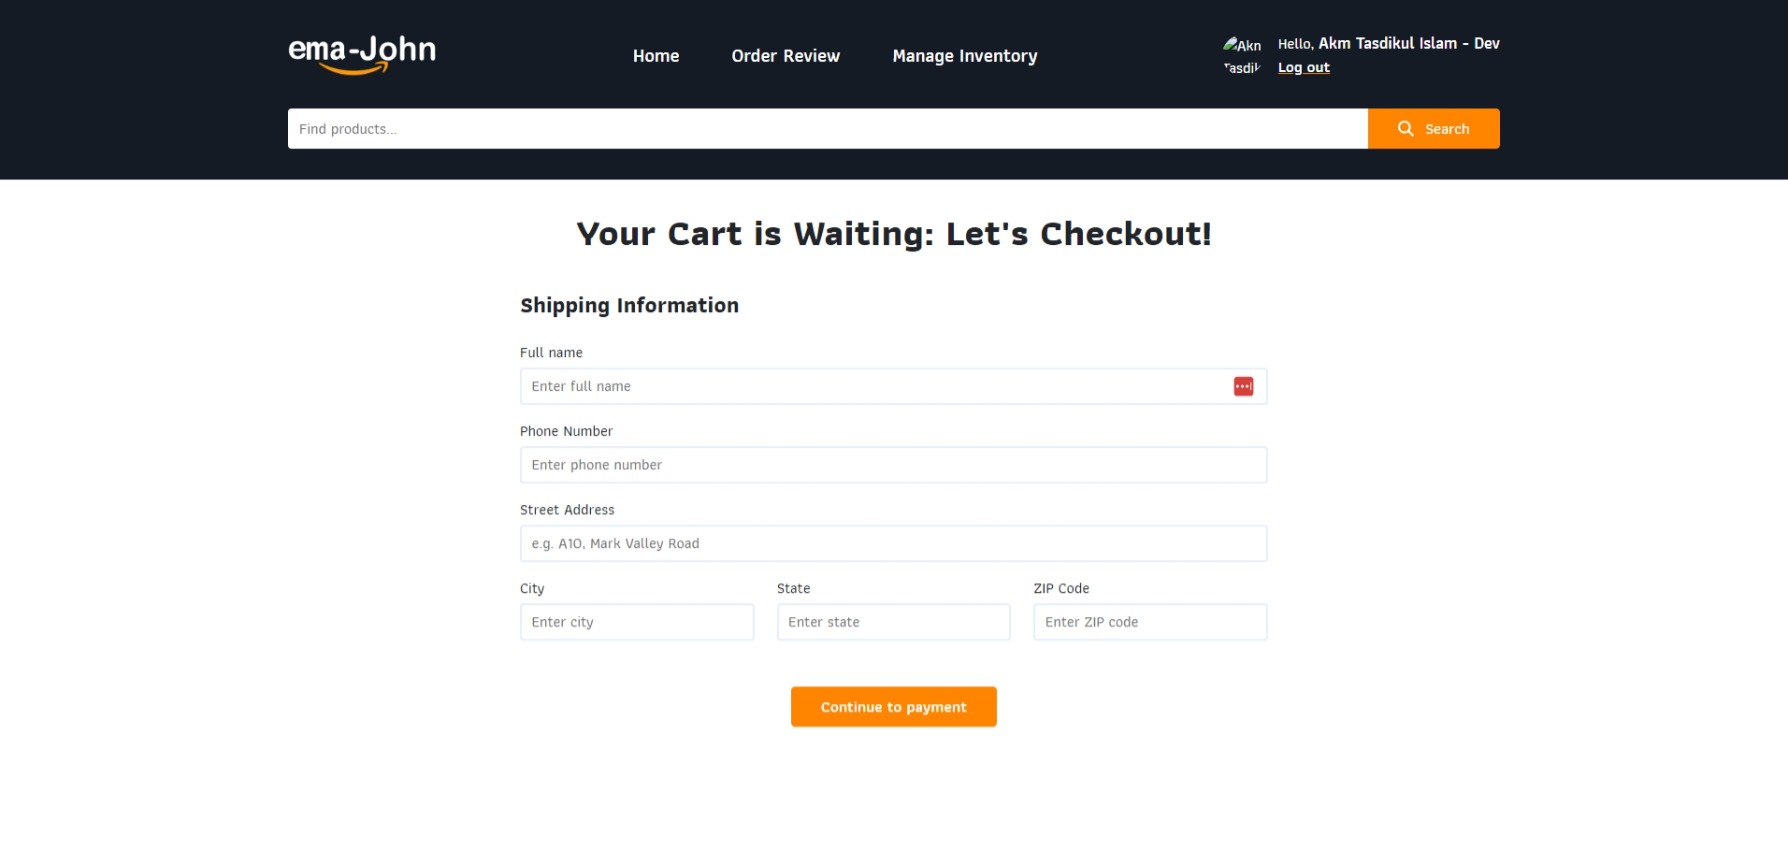 ema-John
Home
Order Review
Manage Inventory
Akm
Tasdik
Hello, Akm Tasdikul Islam - Dev
Log out
Find products...
Search
Your Cart is Waiting: Let's Checkout!
Shipping Information
Full name
Enter full name
Phone Number
Enter phone number
Street Address
e.g. A10, Mark Valley Road
City
State
ZIP Code
Enter city
Enter state
Enter ZIP code
Continue to payment